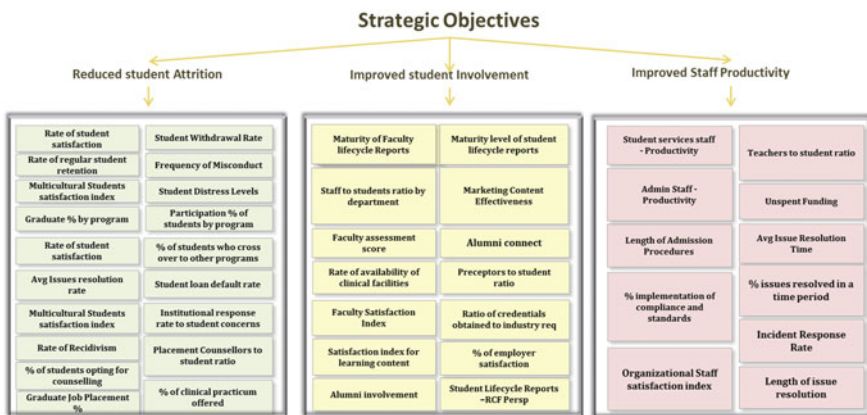 Strategic Objectives
Reduced student Attrition
Improved student Involvement
Improved Staff Productivity
Rate of student
satisfaction
Rate of regular student
retention
Multicultural Students
satisfaction index
Graduate % by program
Rate of student
satisfaction
Avg Issues resolution
rate
Multicultural Students
satisfaction index
Rate of Recidivism
% of students opting for
counselling
Graduate Job Placement
%
Student Withdrawal Rate
Frequency of Misconduct
Student Distress Levels
Participation % of
students by program
% of students who cross
over to other programs
Student loan default rate
Institutional response
rate to student concerns
Placement Counsellors to
student ratio
% of clinical practicum
offered
Maturity of Faculty
lifecycle Reports
Staff to students ratio by
department
Faculty assessment
score
Rate of availability of
clinical facilities
Faculty Satisfaction
Index
Satisfaction index for
learning content
Alumni involvement
Maturity level of student
lifecycle reports
Marketing Content
Effectiveness
Alumni connect
Preceptors to student
ratio
Ratio of credentials
obtained to industry req
% of employer
satisfaction
Student Lifecycle Reports
–RCF Persp
Student services staff
- Productivity
Admin Staff -
Productivity
Length of Admission
Procedures
% implementation of
compliance and
standards
Organizational Staff
satisfaction index
Teachers to student ratio
Unspent Funding
Avg Issue Resolution
Time
% issues resolved in a
time period
Incident Response
Rate
Length of issue
resolution